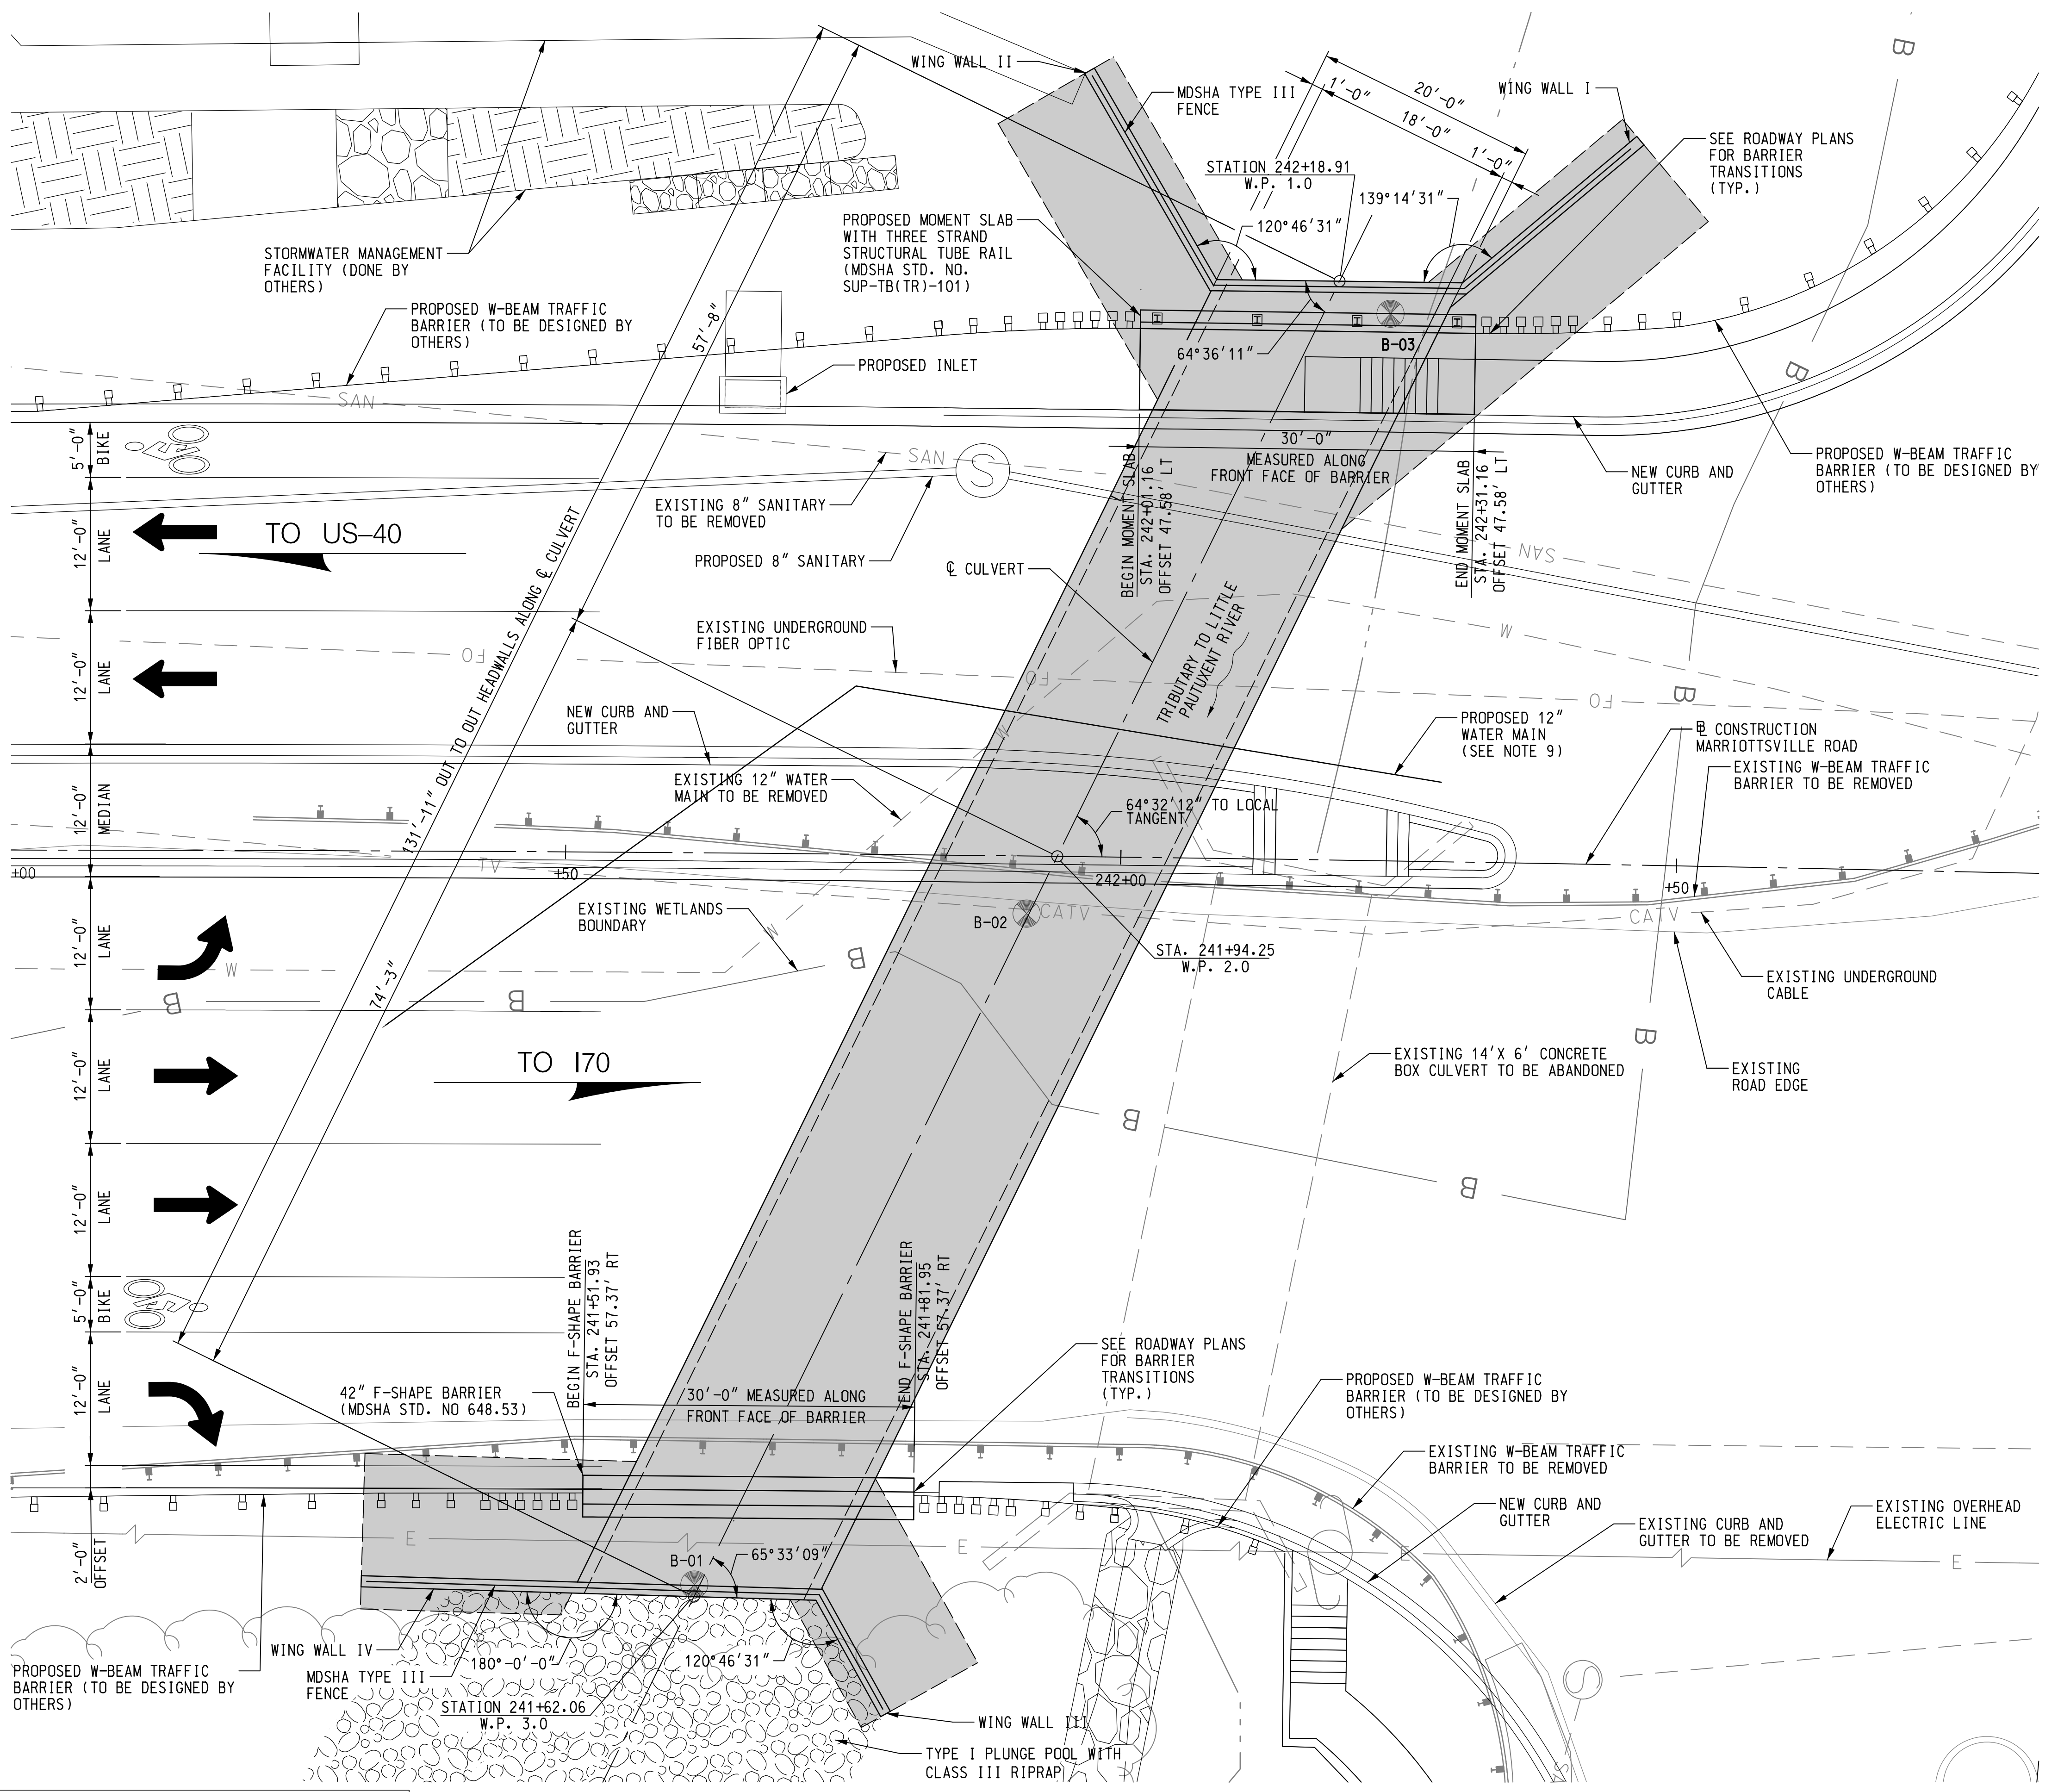 WING WALL II
MDSHA TYPE III
FENCE
1'-0"
20'-0"
18'-0"
1'-0"
WING WALL I
SEE ROADWAY PLANS
FOR BARRIER
TRANSITIONS
(TYP.)
STATION 242+18.91
W.P. 1.0
139°14'31"
120°46'31"
PROPOSED MOMENT SLAB
WITH THREE STRAND
STRUCTURAL TUBE RAIL
(MDSHA STD. NO.
SUP-TB(TR)-101)
STORMWATER MANAGEMENT
FACILITY (DONE BY
OTHERS)
PROPOSED W-BEAM TRAFFIC
BARRIER (TO BE DESIGNED BY
OTHERS)
57'-8"
PROPOSED INLET
64°36'11"
B-03
B
B
SAN
5'-0"
BIKE
SAN
S
30'-0"
MEASURED ALONG
FRONT FACE OF BARRIER
NEW CURB AND
GUTTER
PROPOSED W-BEAM TRAFFIC
BARRIER (TO BE DESIGNED BY
OTHERS)
EXISTING 8" SANITARY
TO BE REMOVED
PROPOSED 8" SANITARY
BEGIN MOMENT SLAB
STA. 242+01.16
OFFSET 47.58' LT
END MOMENT SLAB
STA. 242+31.16
OFFSET 47.58' LT
SAN
12'-0"
LANE
TO US-40
131'-11" OUT TO OUT HEADWALLS ALONG ℄ CULVERT
℄ CULVERT
TRIBUTARY TO LITTLE
PAUTUXENT RIVER
EXISTING UNDERGROUND
FIBER OPTIC
W
FO
FO
FO
B
12'-0"
LANE
NEW CURB AND
GUTTER
W
PROPOSED 12"
WATER MAIN
(SEE NOTE 9)
BL CONSTRUCTION
MARRIOTTSVILLE ROAD
EXISTING W-BEAM TRAFFIC
BARRIER TO BE REMOVED
EXISTING 12" WATER
MAIN TO BE REMOVED
12'-0"
MEDIAN
64°32'12" TO LOCAL
TANGENT
TV
+00
+50
242+00
+50
CATV
CATV
B-02
EXISTING WETLANDS
BOUNDARY
12'-0"
LANE
W
W
B
B
B
STA. 241+94.25
W.P. 2.0
EXISTING UNDERGROUND
CABLE
74'-3"
B
12'-0"
LANE
TO I70
EXISTING 14'X 6' CONCRETE
BOX CULVERT TO BE ABANDONED
EXISTING
ROAD EDGE
B
B
12'-0"
LANE
5'-0"
BIKE
BEGIN F-SHAPE BARRIER
STA. 241+51.93
OFFSET 57.37' RT
END F-SHAPE BARRIER
STA. 241+81.95
OFFSET 57.37' RT
SEE ROADWAY PLANS
FOR BARRIER
TRANSITIONS
(TYP.)
12'-0"
LANE
42" F-SHAPE BARRIER
(MDSHA STD. NO 648.53)
30'-0" MEASURED ALONG
FRONT FACE OF BARRIER
PROPOSED W-BEAM TRAFFIC
BARRIER (TO BE DESIGNED BY
OTHERS)
EXISTING W-BEAM TRAFFIC
BARRIER TO BE REMOVED
NEW CURB AND
GUTTER
EXISTING CURB AND
GUTTER TO BE REMOVED
EXISTING OVERHEAD
ELECTRIC LINE
2'-0"
OFFSET
E
E
E
E
B-01
65°33'09"
WING WALL IV
MDSHA TYPE III
FENCE
180°-0'-0"
120°46'31"
PROPOSED W-BEAM TRAFFIC
BARRIER (TO BE DESIGNED BY
OTHERS)
STATION 241+62.06
W.P. 3.0
WING WALL III
TYPE I PLUNGE POOL WITH
CLASS III RIPRAP
S